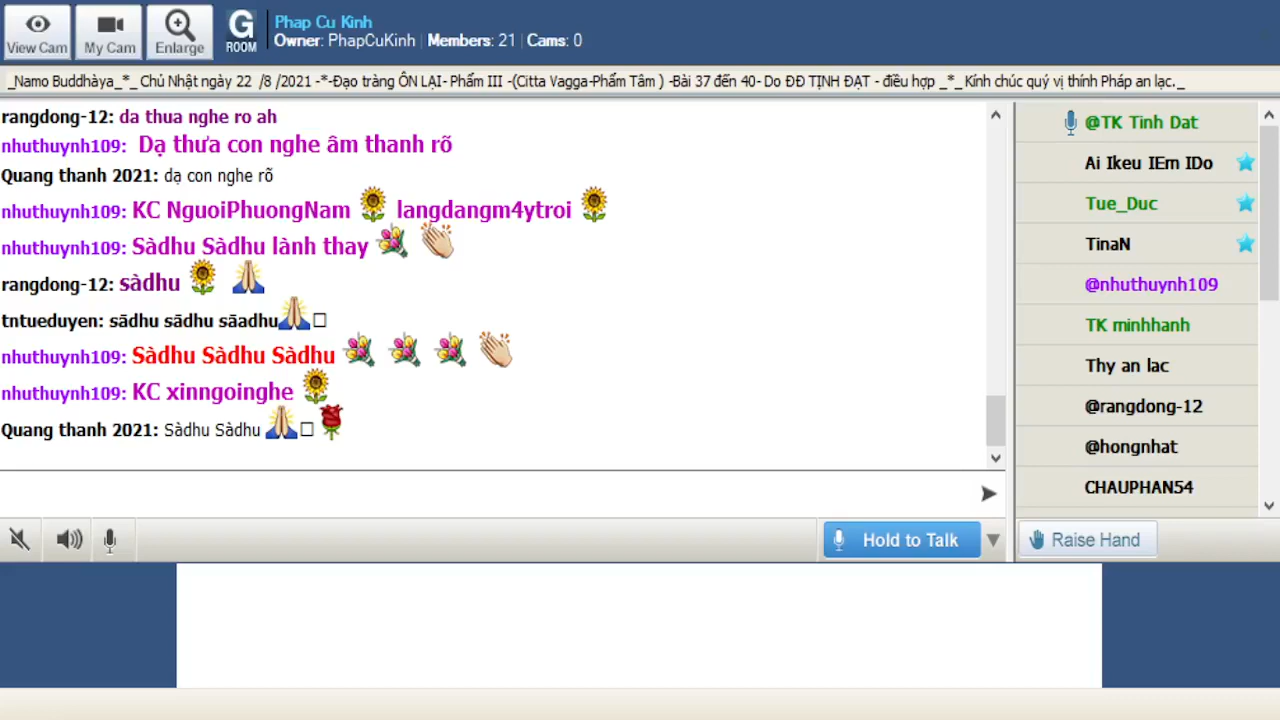 Phap Cu Kinh
View Cam
My Cam
Enlarge
G
ROOM
Owner: PhapCuKinh | Members: 21 | Cams: 0
_Namo Buddhàya_*_ Chủ Nhật ngày 22 /8 /2021 -*-Đạo tràng ÔN LẠI- Phẩm III -(Citta Vagga-Phẩm Tâm ) -Bài 37 đến 40- Do ĐĐ TỊNH ĐẠT - điều hợp _*_Kính chúc quý vị thính Pháp an lạc._
rangdong-12: da thua nghe ro ah
nhuthuynh109: Dạ thưa con nghe âm thanh rõ
Quang thanh 2021: dạ con nghe rõ
nhuthuynh109: KC NguoiPhuongNam 🌻 langdangm4ytroi 🌻
nhuthuynh109: Sàdhu Sàdhu lành thay 💐 👏
rangdong-12: sàdhu 🌻 🙏
tntueduyen: sādhu sādhu sāadhu🙏□
nhuthuynh109: Sàdhu Sàdhu Sàdhu 💐 💐 💐 👏
nhuthuynh109: KC xinngoinghe 🌻
Quang thanh 2021: Sàdhu Sàdhu 🙏□🌹
@TK Tinh Dat
Ai Ikeu IEm IDo
Tue_Duc
TinaN
@nhuthuynh109
TK minhhanh
Thy an lac
@rangdong-12
@hongnhat
CHAUPHAN54
Hold to Talk
Raise Hand